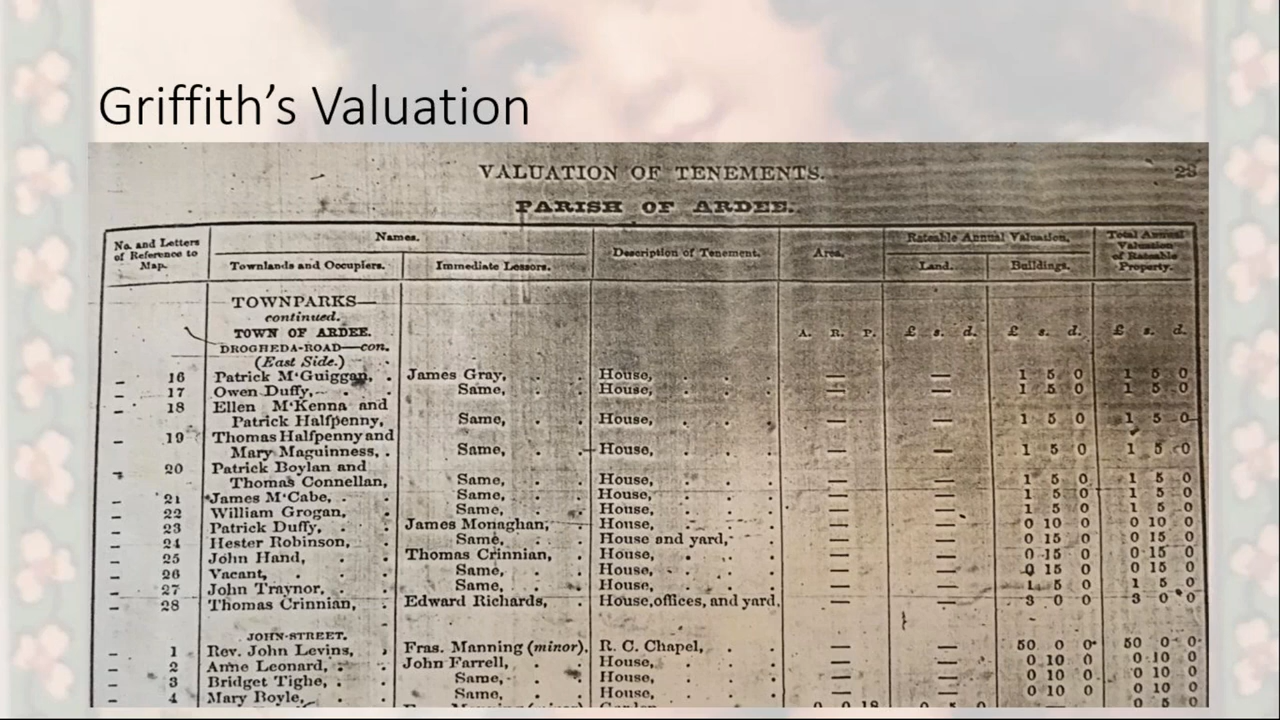 Griffith's Valuation
VALUATION OF TENEMENTS. 28
PARISH OF ARDEE.
No. and Letters of Reference to Map. Names. Description of Tenement. Area. Rateable Annual Valuation. Total Annual Valuation of Rateable Property.
Townlands and Occupiers. Immediate Lessors. Land. Buildings.
TOWNPARKS—
continued.
TOWN OF ARDEE. A. R. P. £ s. d. £ s. d. £ s. d.
DROGHEDA-ROAD—con.
(East Side.)
16 Patrick M'Guiggan, James Gray, House, — — 1 5 0 1 5 0
17 Owen Duffy, Same, House, — — 1 5 0 1 5 0
18 Ellen M'Kenna and
Patrick Halfpenny, Same, House, — — 1 5 0 1 5 0
19 Thomas Halfpenny and
Mary Maguinness, Same, House, — — 1 5 0 1 5 0
20 Patrick Boylan and
Thomas Connellan, Same, House, — — 1 5 0 1 5 0
21 James M'Cabe, Same, House, — — 1 5 0 1 5 0
22 William Grogan, Same, House, — — 1 5 0 1 5 0
23 Patrick Duffy, James Monaghan, House, — — 0 10 0 0 10 0
24 Hester Robinson, Same, House and yard, — — 0 15 0 0 15 0
25 John Hand, Thomas Crinnian, House, — — 0 15 0 0 15 0
26 Vacant, Same, House, — — 0 15 0 0 15 0
27 John Traynor, Same, House, — — 1 5 0 1 5 0
28 Thomas Crinnian, Edward Richards, House, offices, and yard, — — 3 0 0 3 0 0
JOHN-STREET.
1 Rev. John Levins, Fras. Manning (minor), R. C. Chapel, — — 50 0 0 50 0 0
2 Anne Leonard, John Farrell, House, — — 0 10 0 0 10 0
3 Bridget Tighe, Same, House, — — 0 10 0 0 10 0
4 Mary Boyle, Same, House, — — 0 10 0 0 10 0